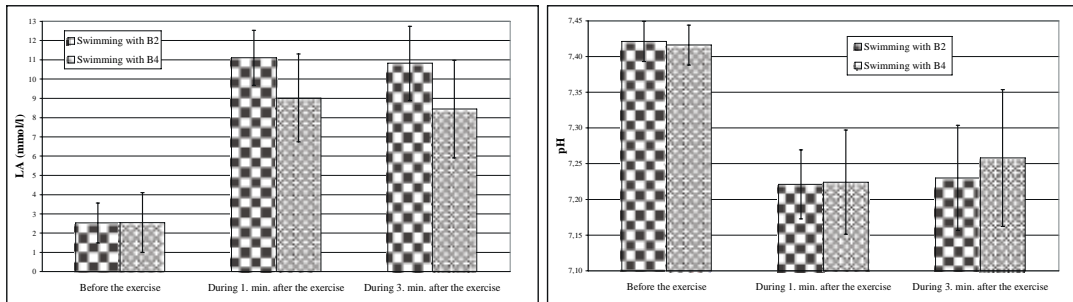 13
12
11
10
9
8
7
6
5
4
3
2
1
0
LA (mmol/l)
Swimming with B2
Swimming with B4
Before the exercise
During 1. min. after the exercise
During 3. min. after the exercise
7,45
7,40
7,35
7,30
7,25
7,20
7,15
7,10
pH
Swimming with B2
Swimming with B4
Before the exercise
During 1. min. after the exercise
During 3. min. after the exercise